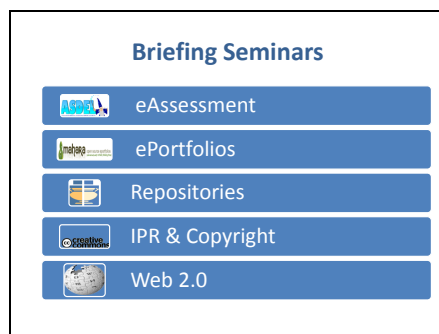 Briefing Seminars
ASDEL
eAssessment
mahara
ePortfolios
Repositories
creative commons
IPR & Copyright
Web 2.0